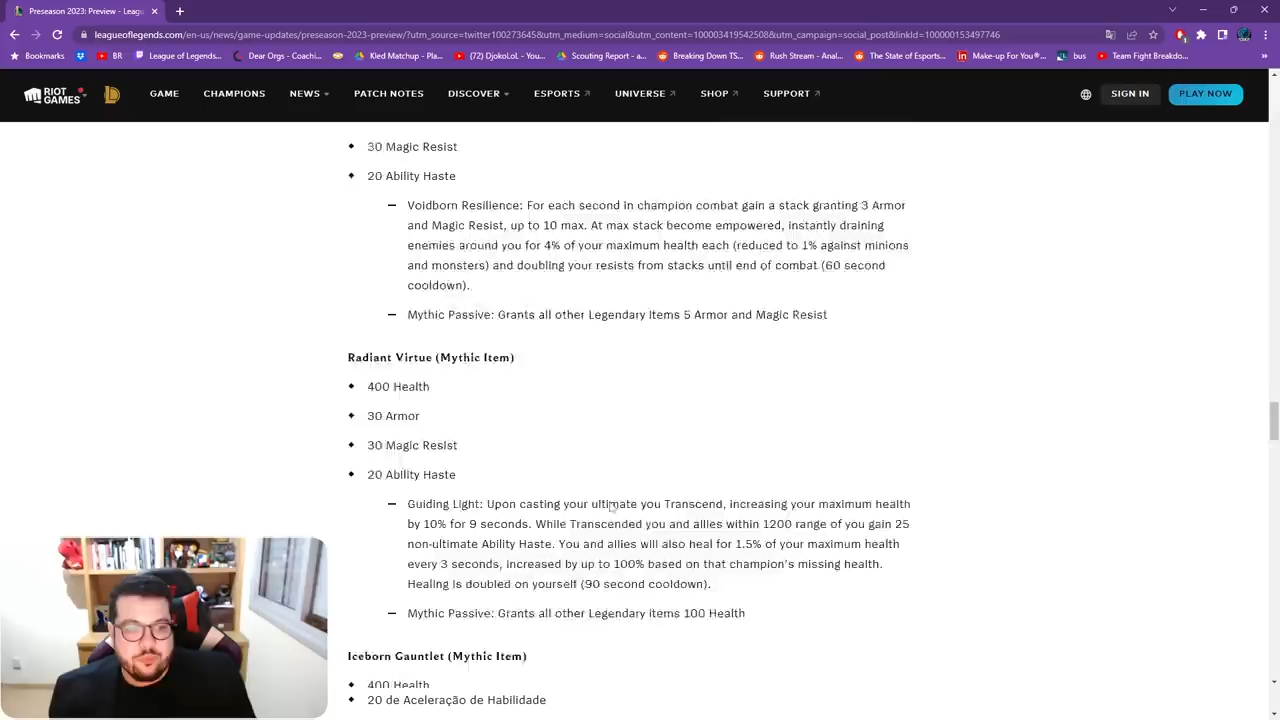 Preseason 2023: Preview - Leagu
leagueoflegends.com/en-us/news/game-updates/preseason-2023-preview/?utm_source=twitter100273645&utm_medium=social&utm_content=100003419542508&utm_campaign=social_post&linkId=100000153497746
Bookmarks BR League of Legends... Dear Orgs - Coachi... Kled Matchup - Pla... (72) DjokoLoL - You... Scouting Report - a... Breaking Down TS... Rush Stream - Anal... The State of Esports... Make-up For You®... bus Team Fight Breakdo... »
RIOT GAMES GAME CHAMPIONS NEWS PATCH NOTES DISCOVER ESPORTS UNIVERSE SHOP SUPPORT SIGN IN PLAY NOW
30 Magic Resist
20 Ability Haste
Voidborn Resilience: For each second in champion combat gain a stack granting 3 Armor
and Magic Resist, up to 10 max. At max stack become empowered, instantly draining
enemies around you for 4% of your maximum health each (reduced to 1% against minions
and monsters) and doubling your resists from stacks until end of combat (60 second
cooldown).
Mythic Passive: Grants all other Legendary Items 5 Armor and Magic Resist
Radiant Virtue (Mythic Item)
400 Health
30 Armor
30 Magic Resist
20 Ability Haste
Guiding Light: Upon casting your ultimate you Transcend, increasing your maximum health
by 10% for 9 seconds. While Transcended you and allies within 1200 range of you gain 25
non-ultimate Ability Haste. You and allies will also heal for 1.5% of your maximum health
every 3 seconds, increased by up to 100% based on that champion's missing health.
Healing is doubled on yourself (90 second cooldown).
Mythic Passive: Grants all other Legendary items 100 Health
Iceborn Gauntlet (Mythic Item)
400 Health
20 de Aceleração de Habilidade